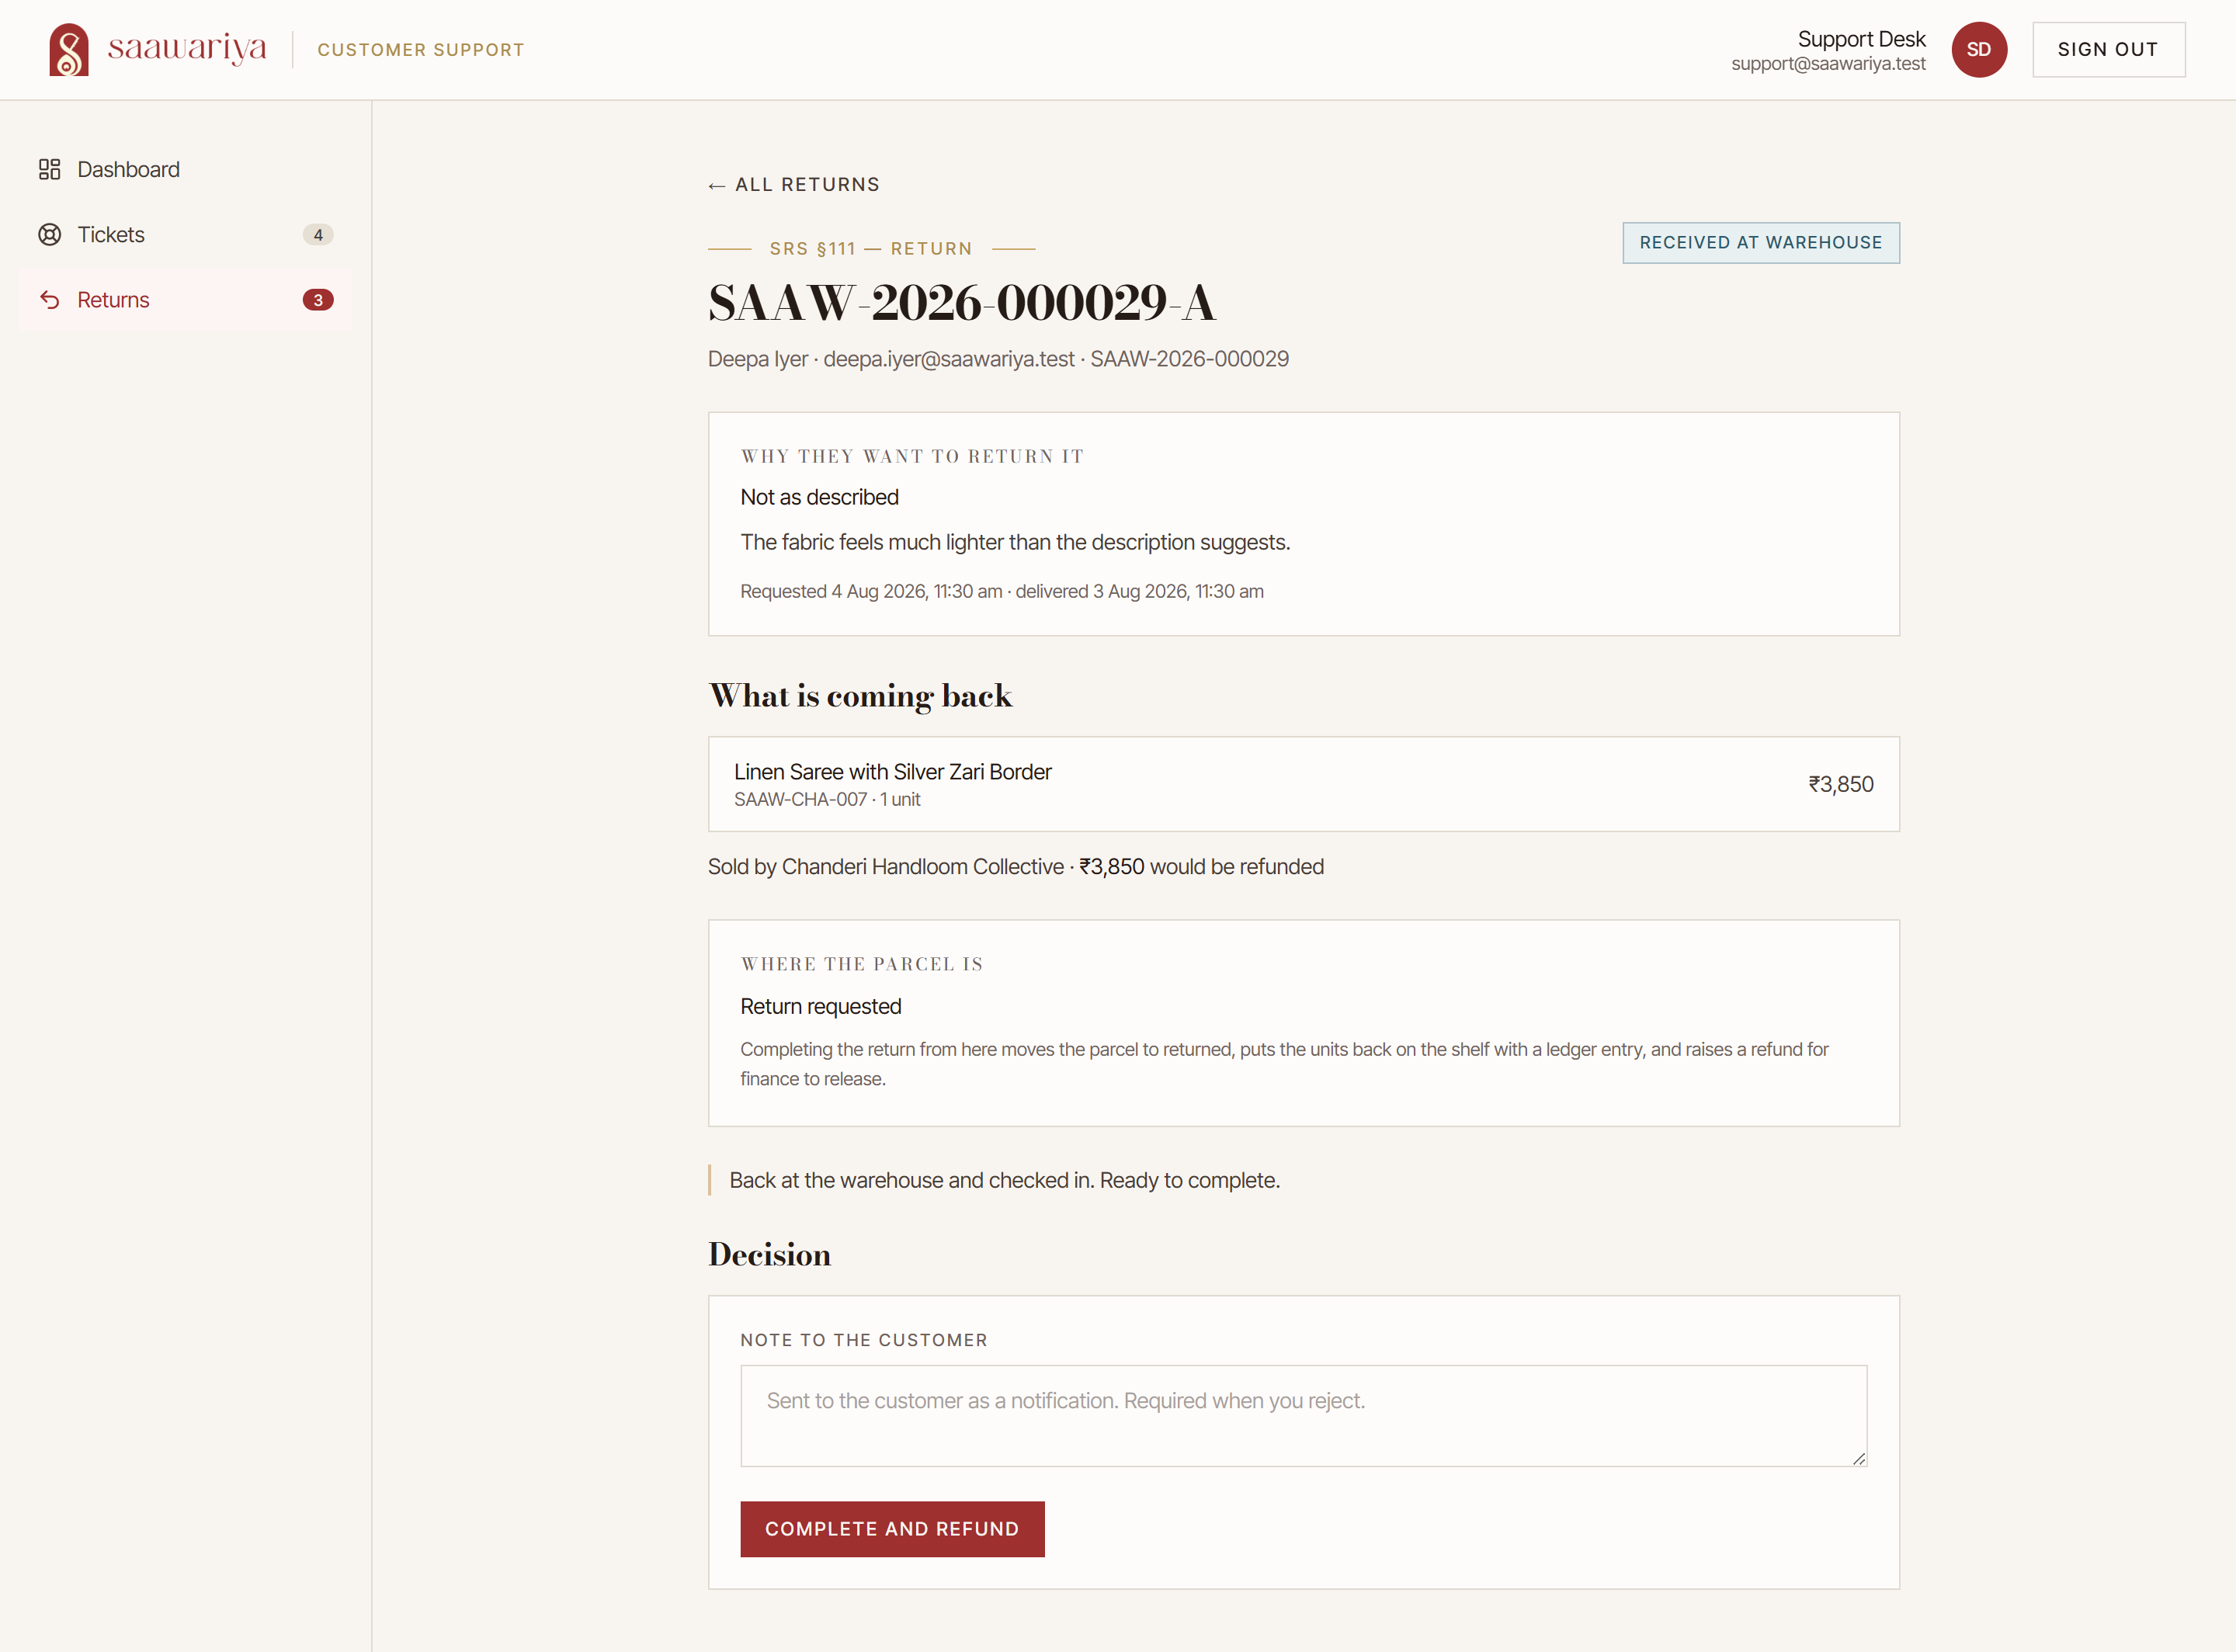 saawariya
CUSTOMER SUPPORT
Support Desk
support@saawariya.test
SD
SIGN OUT
Dashboard
Tickets 4
Returns 3
← ALL RETURNS
SRS §111 — RETURN
RECEIVED AT WAREHOUSE
SAAW-2026-000029-A
Deepa Iyer · deepa.iyer@saawariya.test · SAAW-2026-000029
WHY THEY WANT TO RETURN IT
Not as described
The fabric feels much lighter than the description suggests.
Requested 4 Aug 2026, 11:30 am · delivered 3 Aug 2026, 11:30 am
What is coming back
Linen Saree with Silver Zari Border
SAAW-CHA-007 · 1 unit
₹3,850
Sold by Chanderi Handloom Collective · ₹3,850 would be refunded
WHERE THE PARCEL IS
Return requested
Completing the return from here moves the parcel to returned, puts the units back on the shelf with a ledger entry, and raises a refund for
finance to release.
Back at the warehouse and checked in. Ready to complete.
Decision
NOTE TO THE CUSTOMER
Sent to the customer as a notification. Required when you reject.
COMPLETE AND REFUND